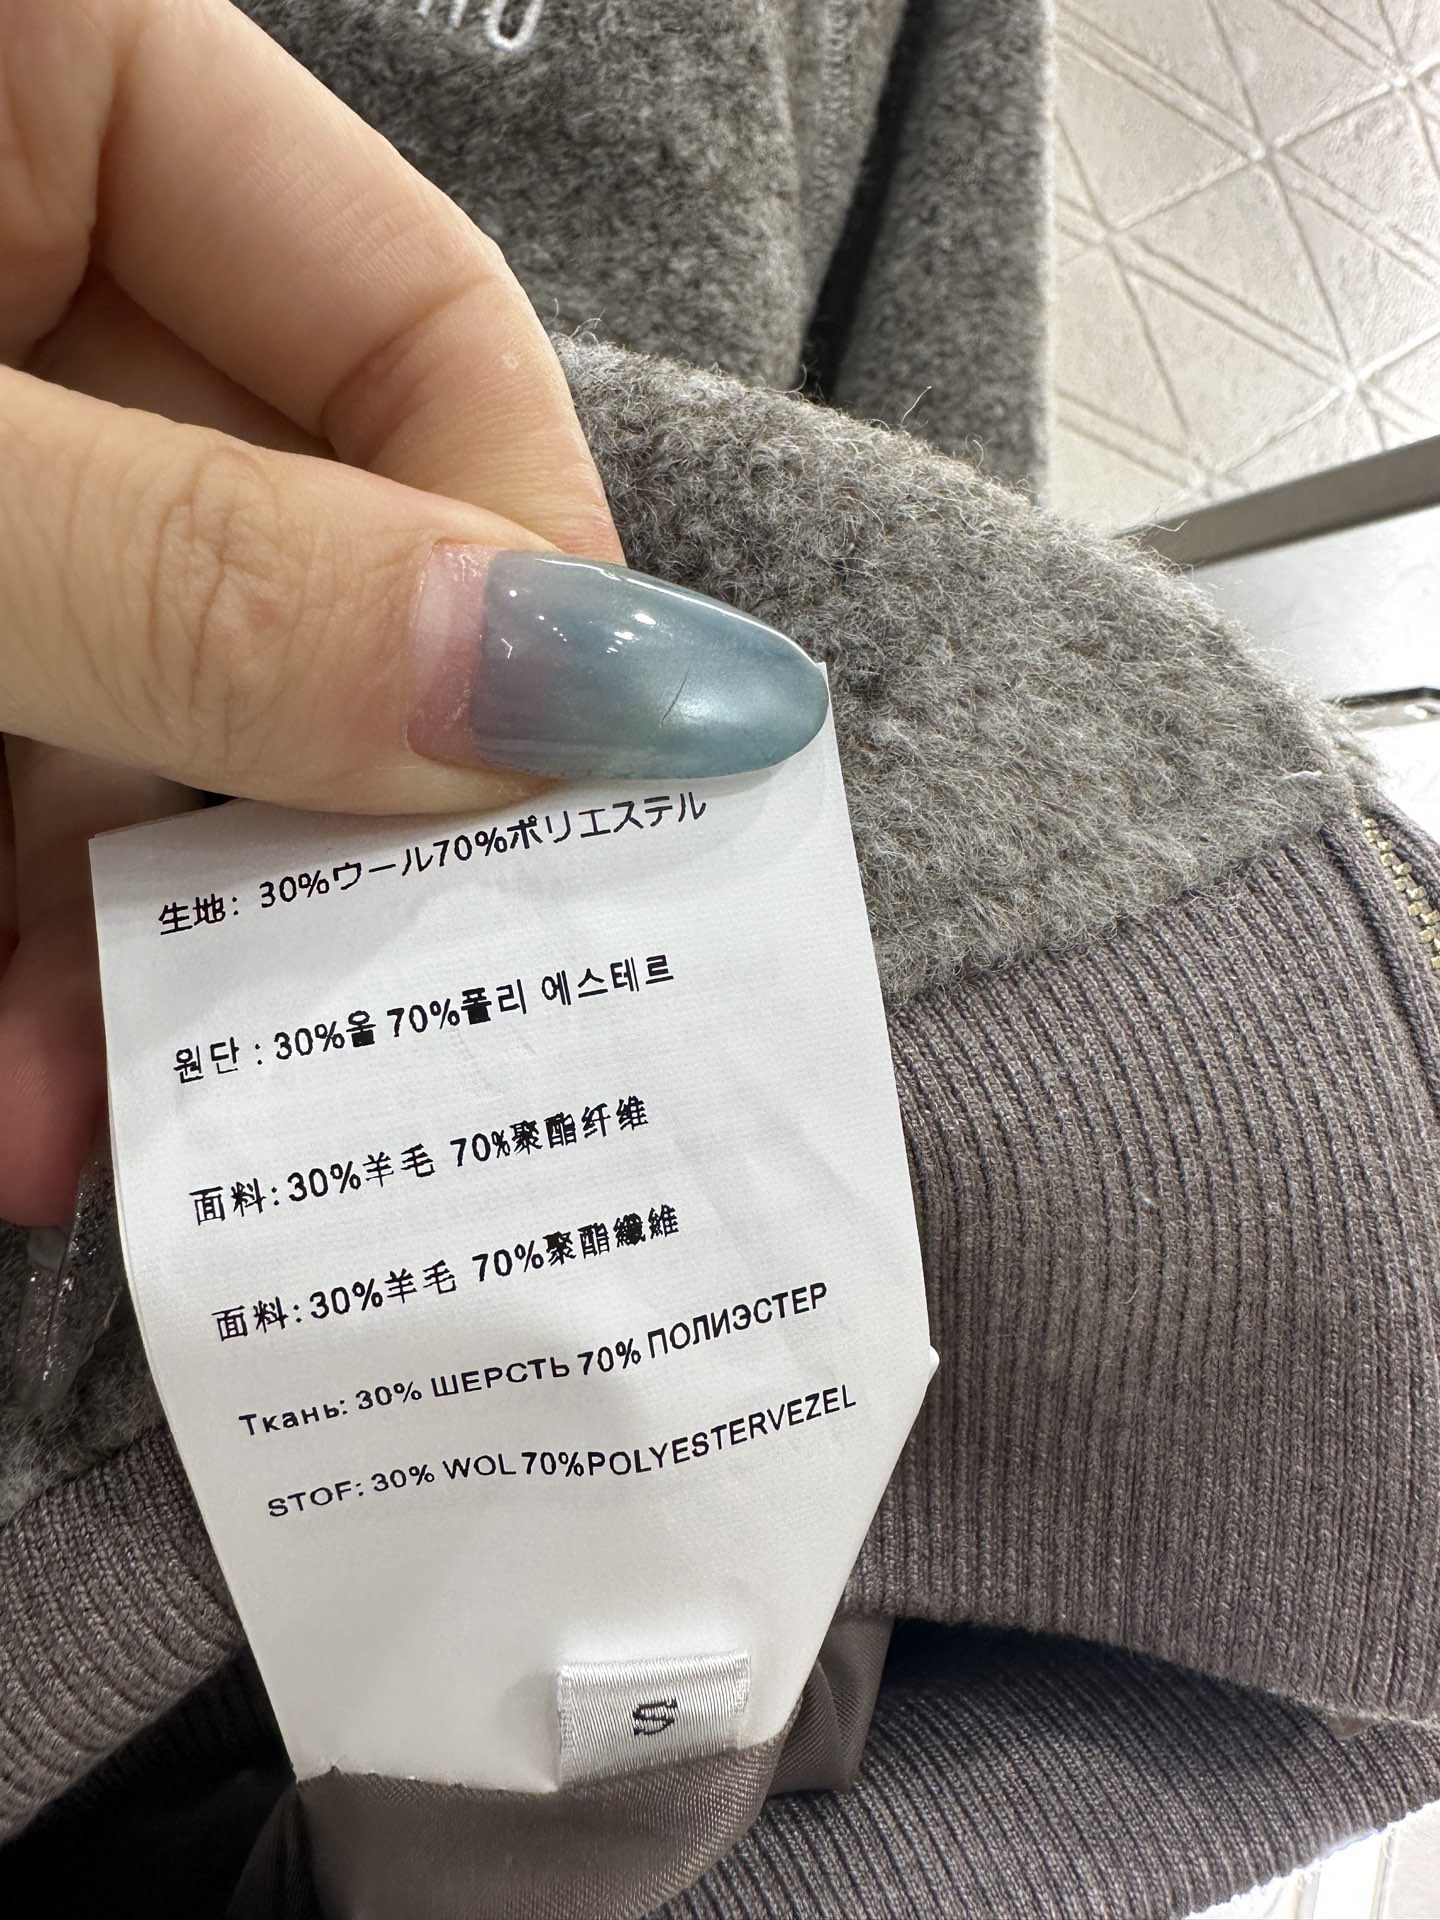 生地: 30%ウール70%ポリエステル
원단 : 30%울 70%폴리 에스테르
面料: 30%羊毛 70%聚酯纤维
面料: 30%羊毛 70%聚酯纖維
Ткань: 30% ШЕРСТЬ 70% ПОЛИЭСТЕР
STOF: 30% WOL 70%POLYESTERVEZEL
S